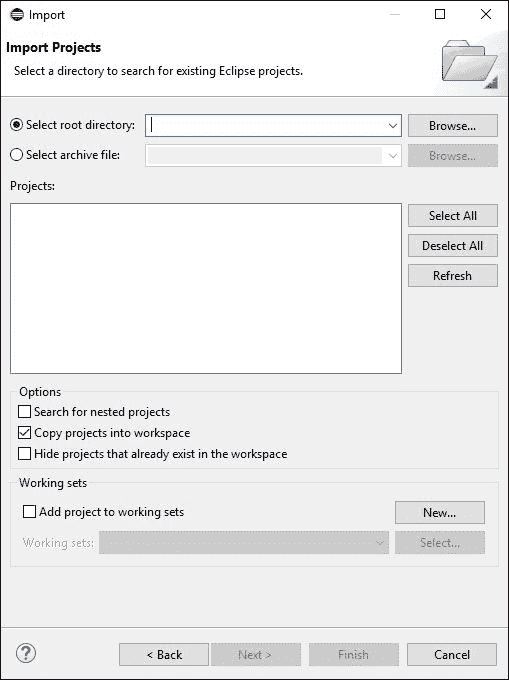 Import
Import Projects
Select a directory to search for existing Eclipse projects.
Select root directory:
Browse...
Select archive file:
Browse...
Projects:
Select All
Deselect All
Refresh
Options
Search for nested projects
Copy projects into workspace
Hide projects that already exist in the workspace
Working sets
Add project to working sets
New...
Working sets:
Select...
?
< Back
Next >
Finish
Cancel